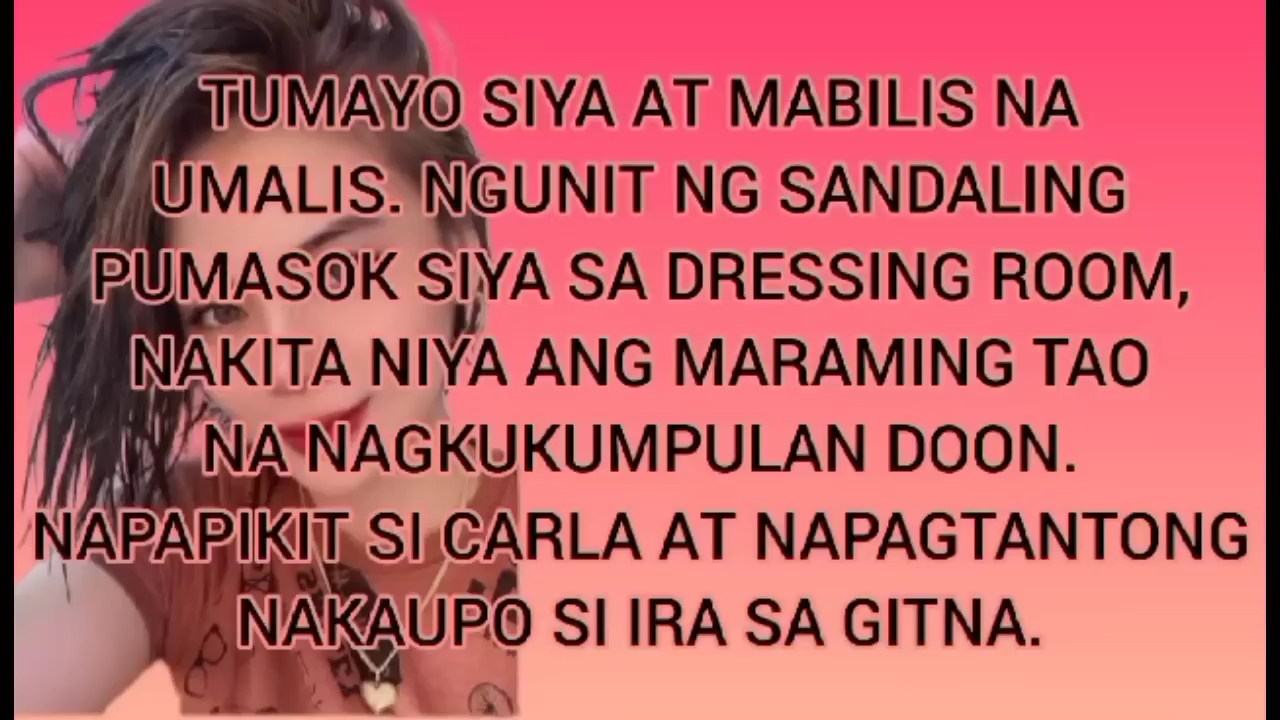 TUMAYO SIYA AT MABILIS NA
UMALIS. NGUNIT NG SANDALING
PUMASOK SIYA SA DRESSING ROOM,
NAKITA NIYA ANG MARAMING TAO
NA NAGKUKUMPULAN DOON.
NAPAPIKIT SI CARLA AT NAPAGTANTONG
NAKAUPO SI IRA SA GITNA.